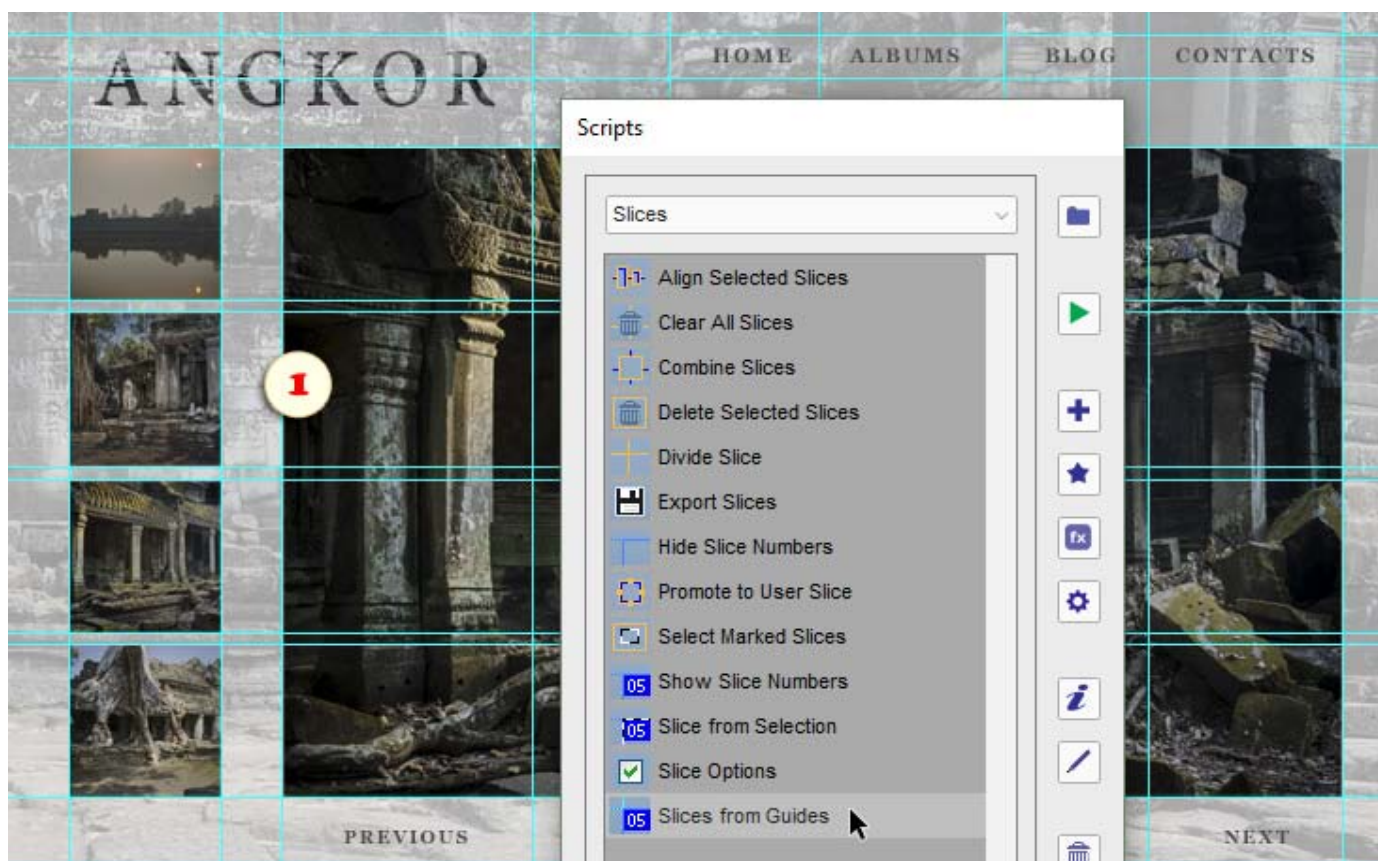 ANGKOR
HOME ALBUMS BLOG CONTACTS
Scripts
Slices
Align Selected Slices
Clear All Slices
Combine Slices
Delete Selected Slices
1
Divide Slice
Export Slices
fx
Hide Slice Numbers
Promote to User Slice
Select Marked Slices
05 Show Slice Numbers
i
05 Slice from Selection
Slice Options
05 Slices from Guides
PREVIOUS NEXT